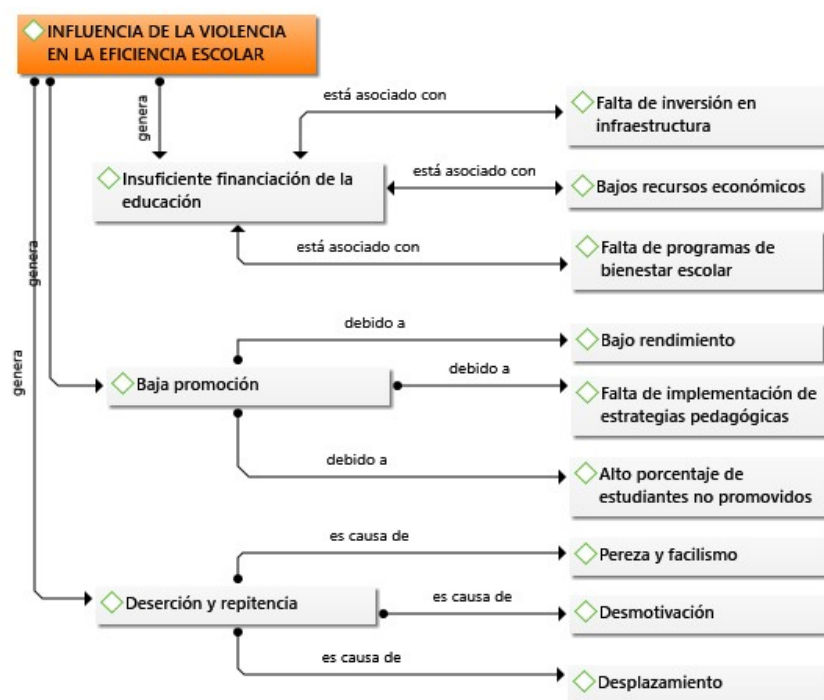 INFLUENCIA DE LA VIOLENCIA
EN LA EFICIENCIA ESCOLAR
genera
está asociado con
Falta de inversión en
infraestructura
Insuficiente financiación de la
educación
está asociado con
Bajos recursos económicos
genera
está asociado con
Falta de programas de
bienestar escolar
debido a
Bajo rendimiento
genera
Baja promoción
debido a
Falta de implementación de
estrategias pedagógicas
debido a
Alto porcentaje de
estudiantes no promovidos
es causa de
Pereza y facilismo
Deserción y repitencia
es causa de
Desmotivación
es causa de
Desplazamiento